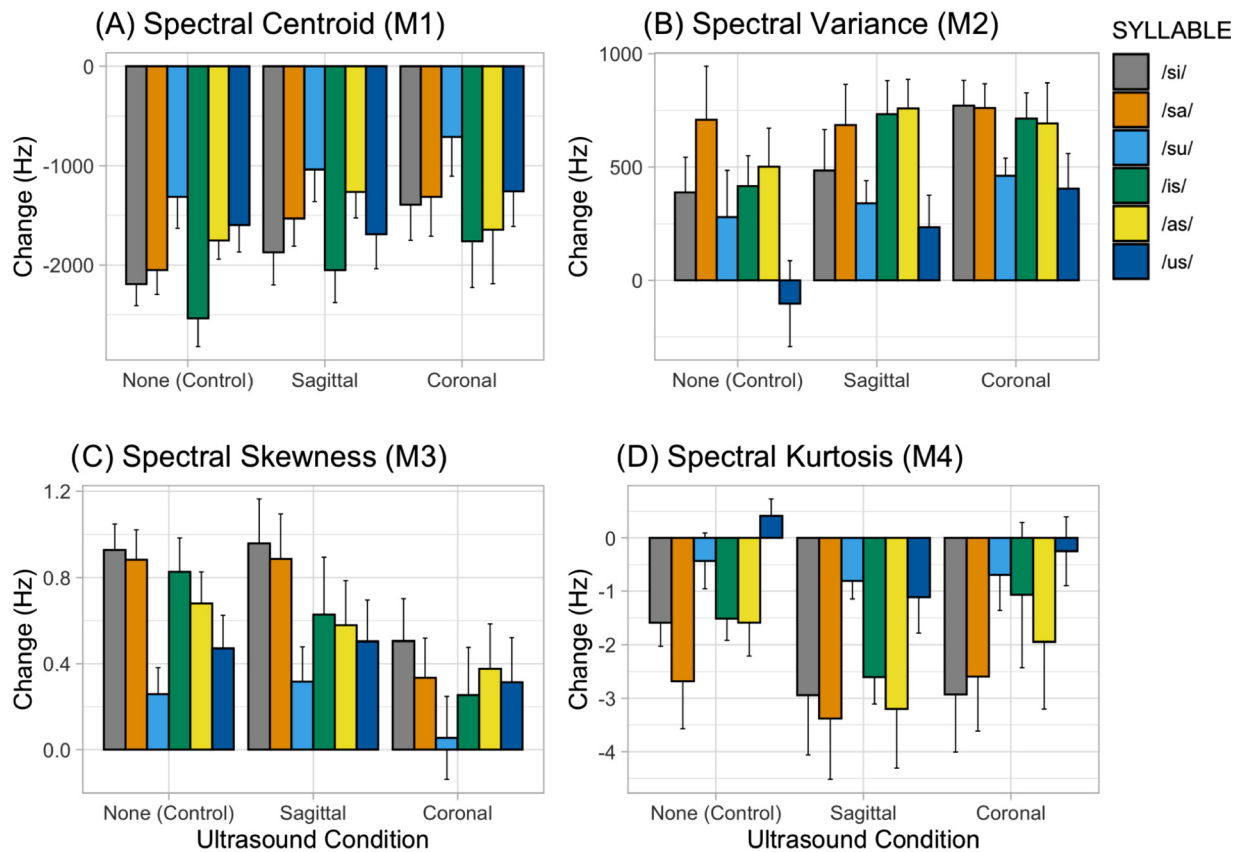 (A) Spectral Centroid (M1)
Change (Hz)
0
-1000
-2000
None (Control) Sagittal Coronal
(B) Spectral Variance (M2)
Change (Hz)
1000
500
0
None (Control) Sagittal Coronal
SYLLABLE
/si/
/sa/
/su/
/is/
/as/
/us/
(C) Spectral Skewness (M3)
Change (Hz)
1.2
0.8
0.4
0.0
None (Control) Sagittal Coronal
Ultrasound Condition
(D) Spectral Kurtosis (M4)
Change (Hz)
0
-1
-2
-3
-4
None (Control) Sagittal Coronal
Ultrasound Condition